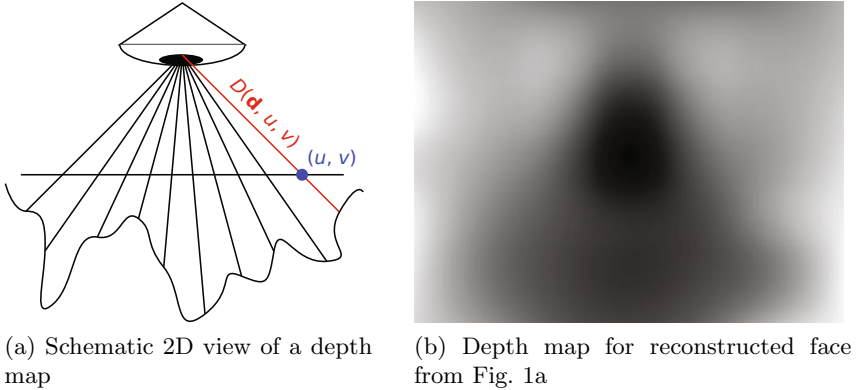 D(d, u, v)
(u, v)
(a) Schematic 2D view of a depth
map
(b) Depth map for reconstructed face
from Fig. 1a